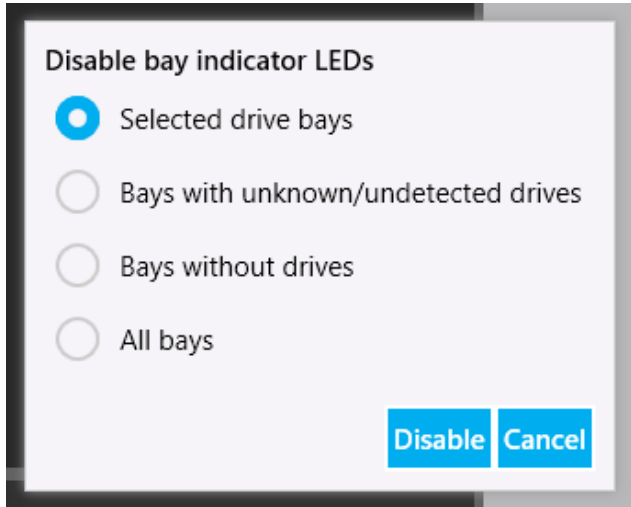 Disable bay indicator LEDs
Selected drive bays
Bays with unknown/undetected drives
Bays without drives
All bays
Disable Cancel